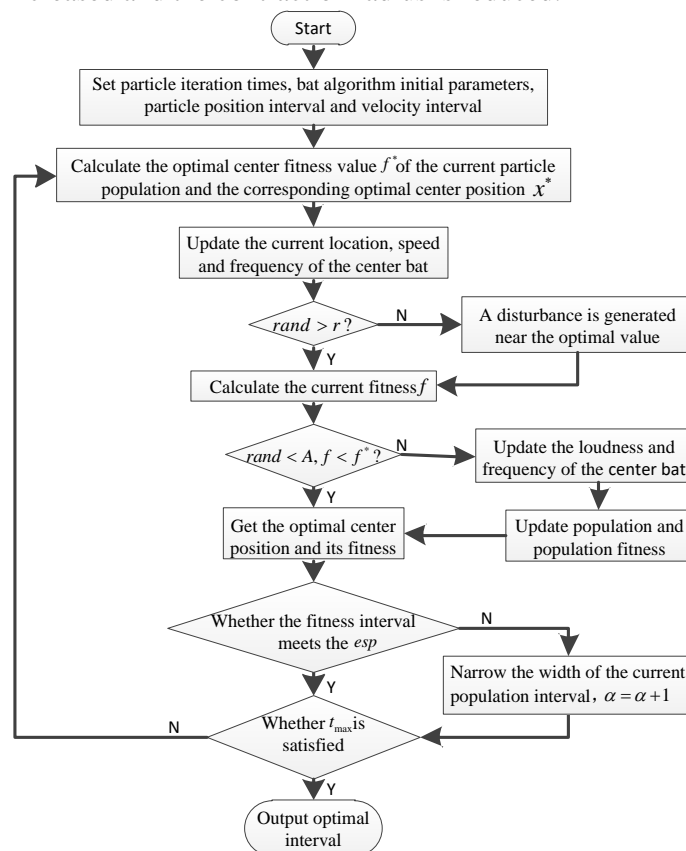 Start
Set particle iteration times, bat algorithm initial parameters,
particle position interval and velocity interval
Calculate the optimal center fitness value f* of the current particle
population and the corresponding optimal center position x*
Update the current location, speed
and frequency of the center bat
rand > r ?
N
A disturbance is generated
near the optimal value
Y
Calculate the current fitness f
rand < A, f < f* ?
N
Update the loudness and
frequency of the center bat
Y
Get the optimal center
position and its fitness
Update population and
population fitness
Whether the fitness interval
meets the esp
N
Narrow the width of the current
population interval, α = α +1
Y
Whether t_max is
satisfied
N
Y
Output optimal
interval